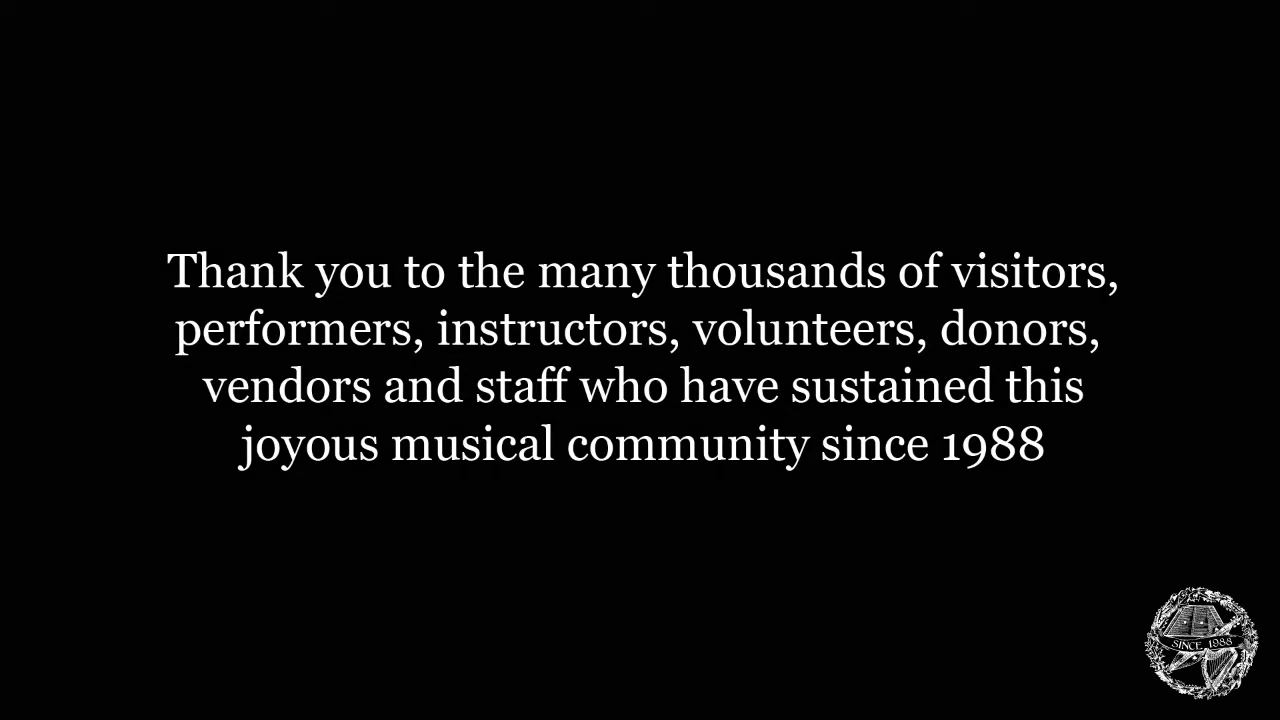 Thank you to the many thousands of visitors,
performers, instructors, volunteers, donors,
vendors and staff who have sustained this
joyous musical community since 1988
SINCE 1988